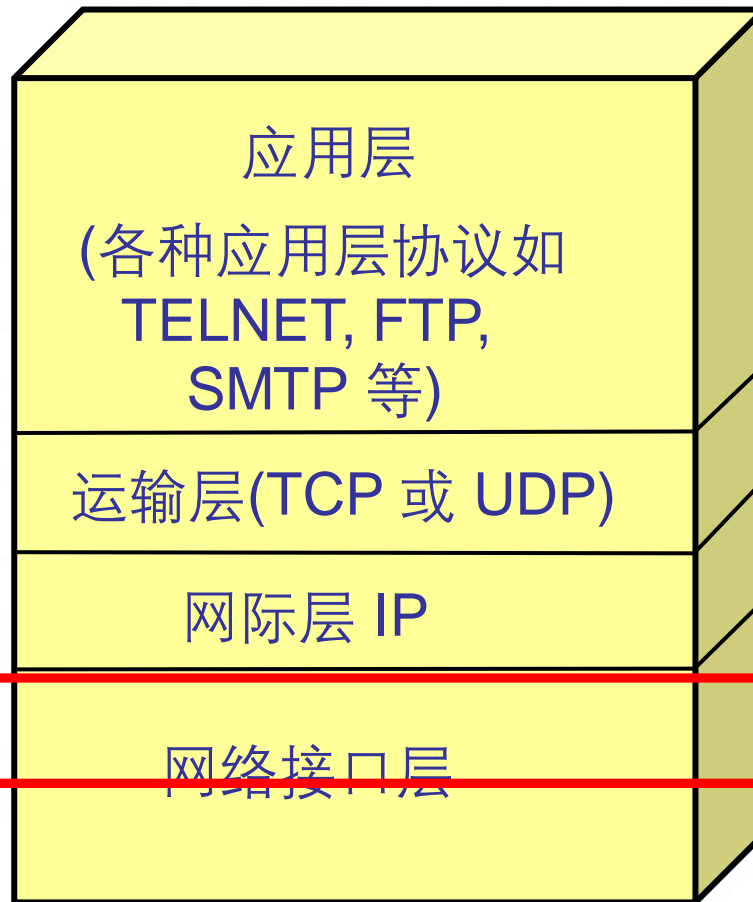 应用层
(各种应用层协议如
TELNET, FTP,
SMTP 等)
运输层(TCP 或 UDP)
网际层 IP
网络接口层